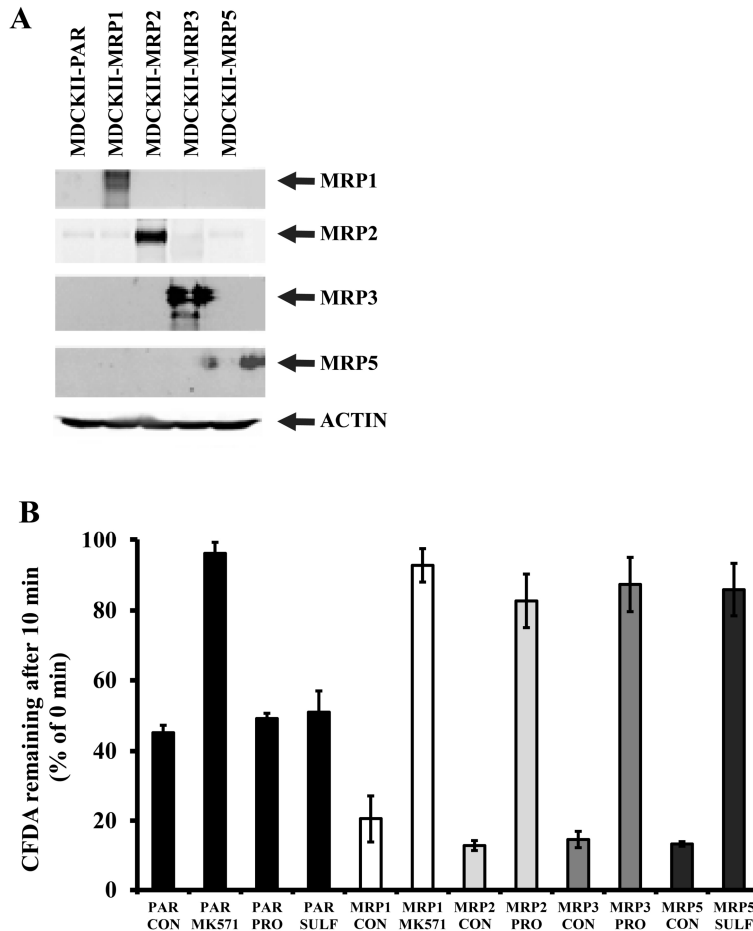 A
MDCKII-PAR
MDCKII-MRP1
MDCKII-MRP2
MDCKII-MRP3
MDCKII-MRP5
MRP1
MRP2
MRP3
MRP5
ACTIN
B
CFDA remaining after 10 min
(% of 0 min)
100
80
60
40
20
0
PAR CON
PAR MK571
PAR PRO
PAR SULF
MRP1 CON
MRP1 MK571
MRP2 CON
MRP2 PRO
MRP3 CON
MRP3 PRO
MRP5 CON
MRP5 SULF